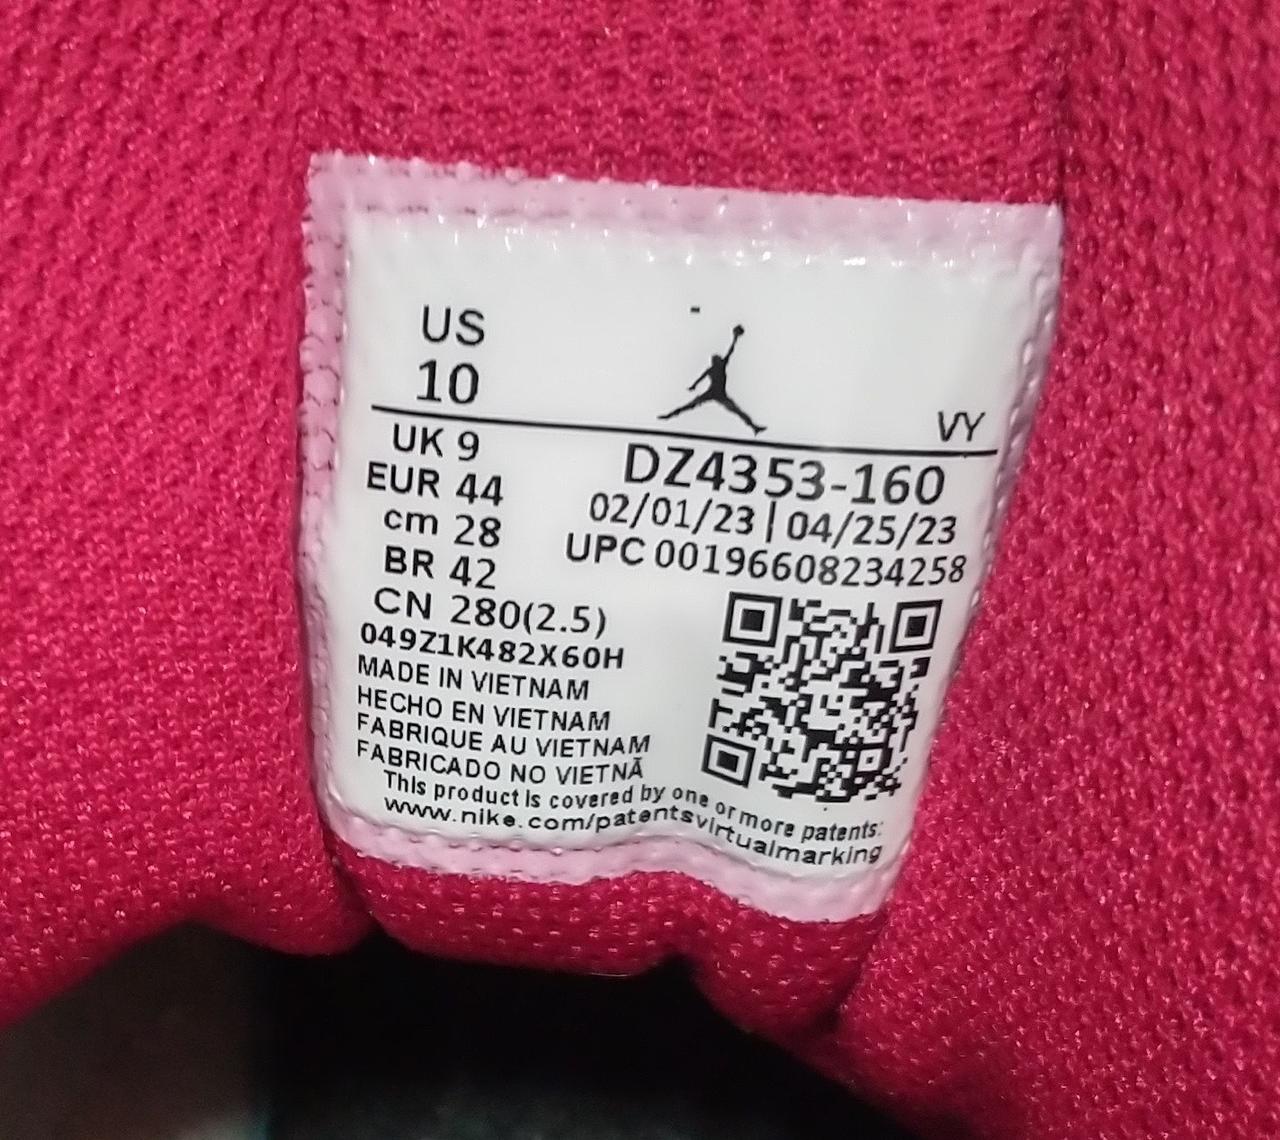 US
10
VY
UK 9
EUR 44
cm 28
BR 42
CN 280(2.5)
DZ4353-160
02/01/23 | 04/25/23
UPC 00196608234258
049Z1K482X60H
MADE IN VIETNAM
HECHO EN VIETNAM
FABRIQUE AU VIETNAM
FABRICADO NO VIETNÃ
This product is covered by one or more patents:
www.nike.com/patentsvirtualmarking